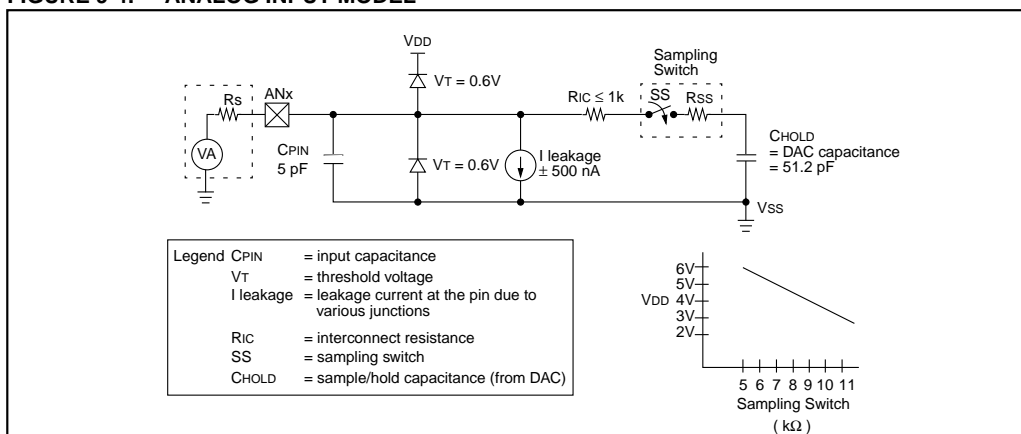 FIGURE 9-4: ANALOG INPUT MODEL
VDD
Sampling
Switch
VT = 0.6V
ANx
Rs
RIC ≤ 1k
SS
RSS
VA
CPIN
5 pF
VT = 0.6V
I leakage
± 500 nA
CHOLD
= DAC capacitance
= 51.2 pF
VSS
Legend CPIN = input capacitance
VT = threshold voltage
I leakage = leakage current at the pin due to
various junctions
RIC = interconnect resistance
SS = sampling switch
CHOLD = sample/hold capacitance (from DAC)
6V
5V
VDD 4V
3V
2V
5 6 7 8 9 10 11
Sampling Switch
( kΩ )